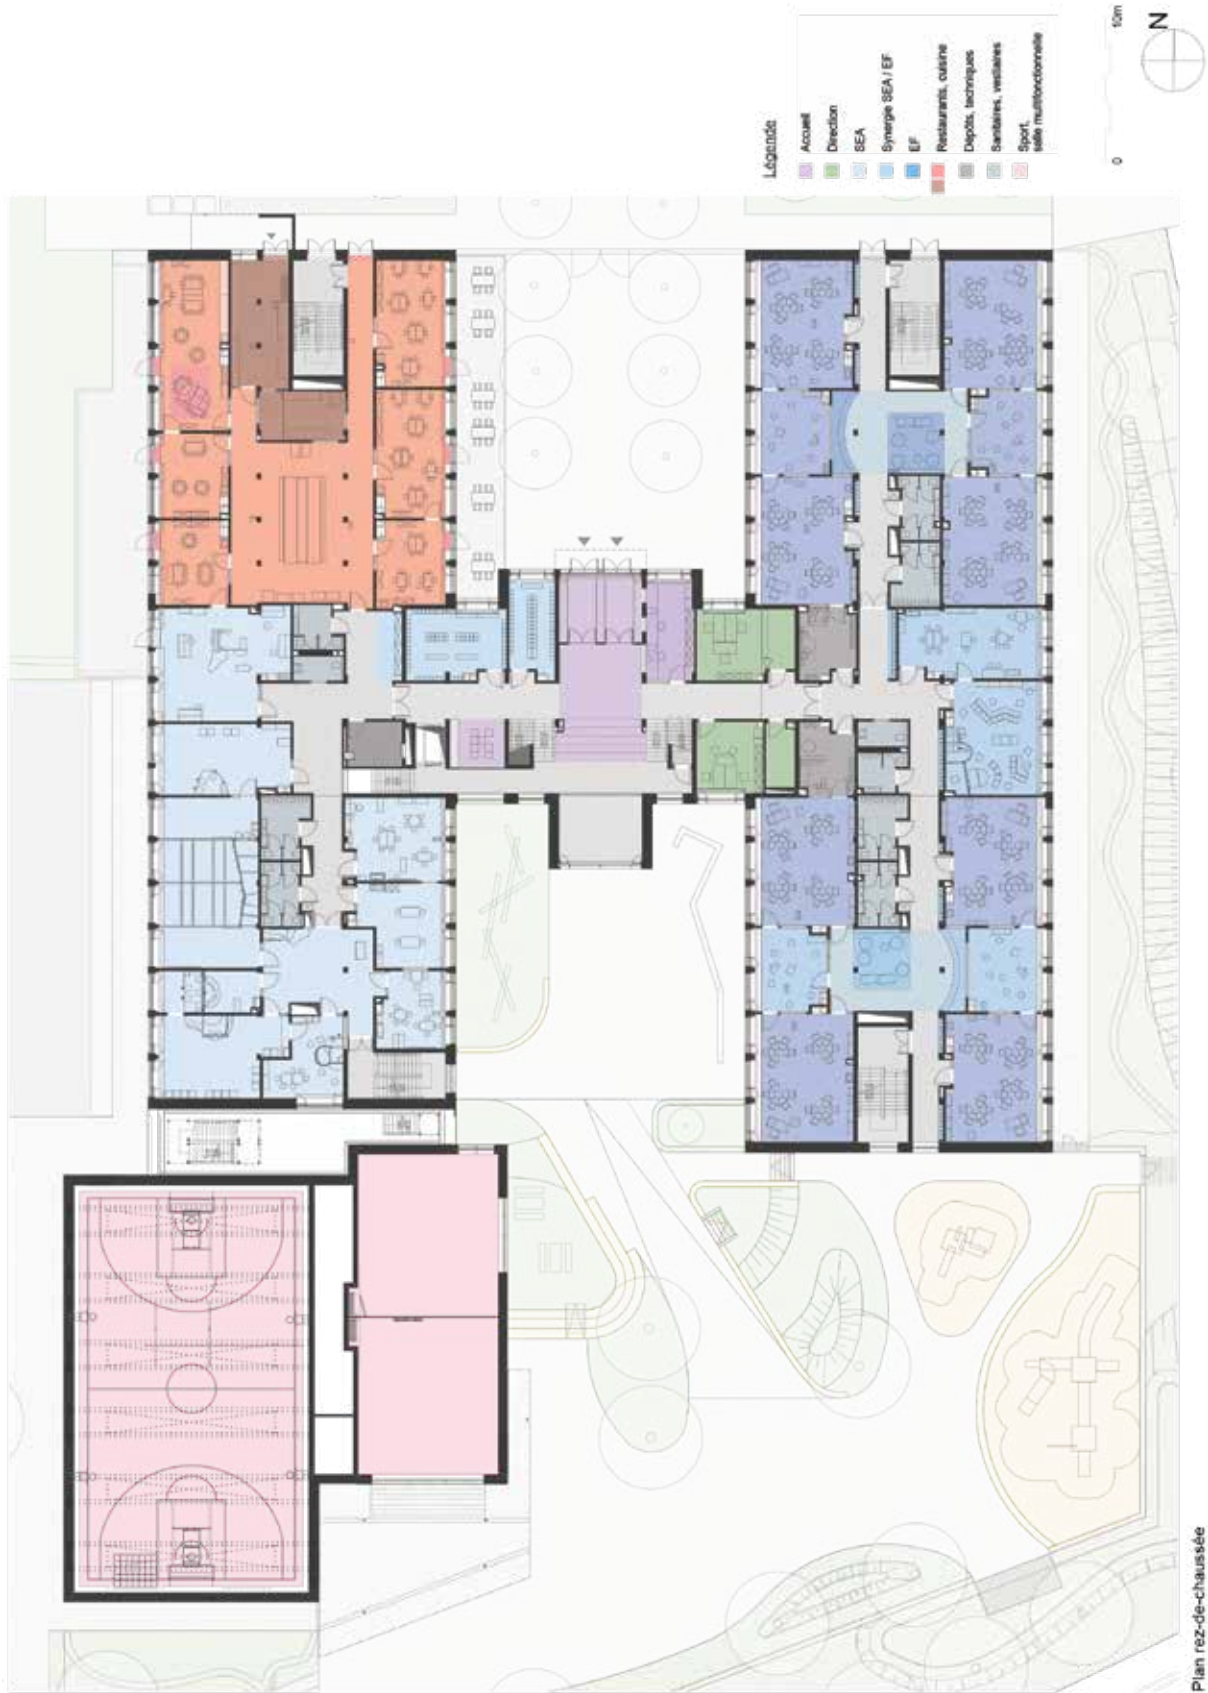 Légende
Accueil
Direction
SEA
Synergie SEA / EF
EF
Restaurants, cuisine
Dépôts, techniques
Sanitaires, vestiaires
Sport,
salle multifonctionnelle
0
10m
N
Plan rez-de-chaussée